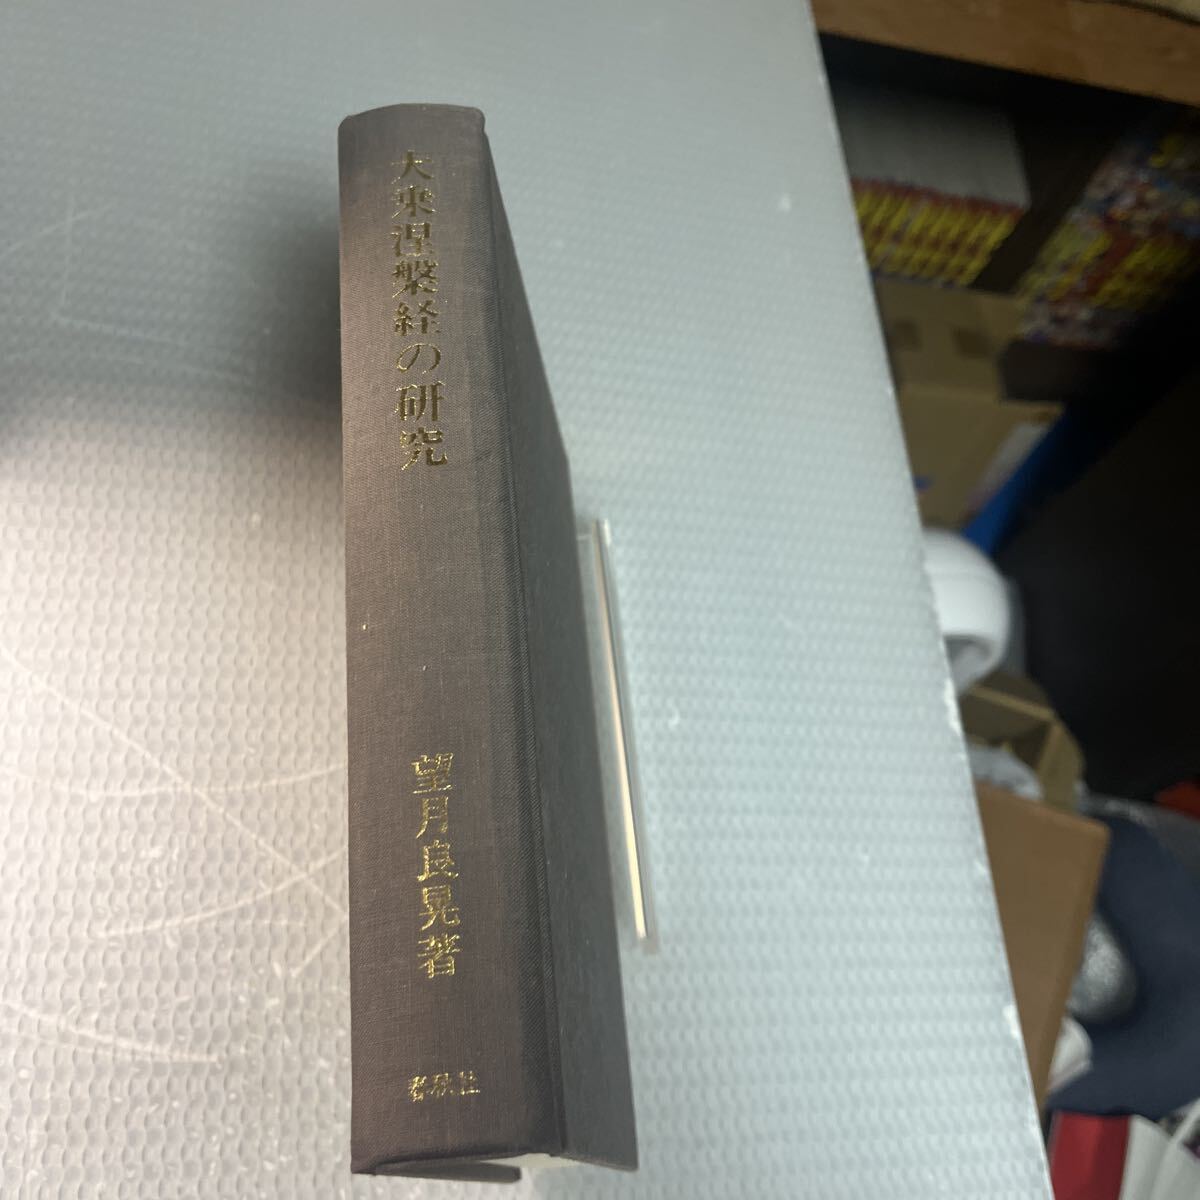 大乗涅槃経の研究
望月良晃著
春秋社